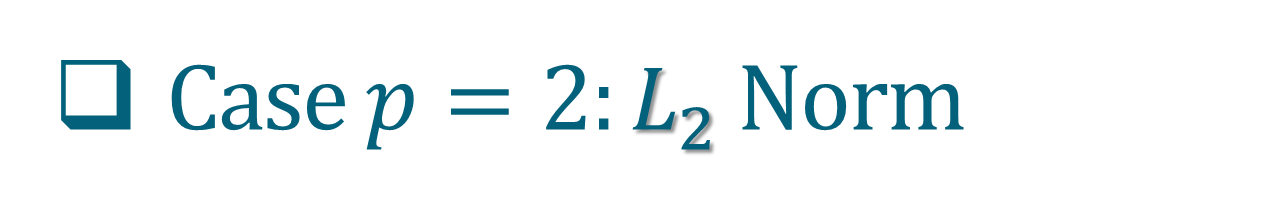 ❑ Case p = 2: L₂ Norm